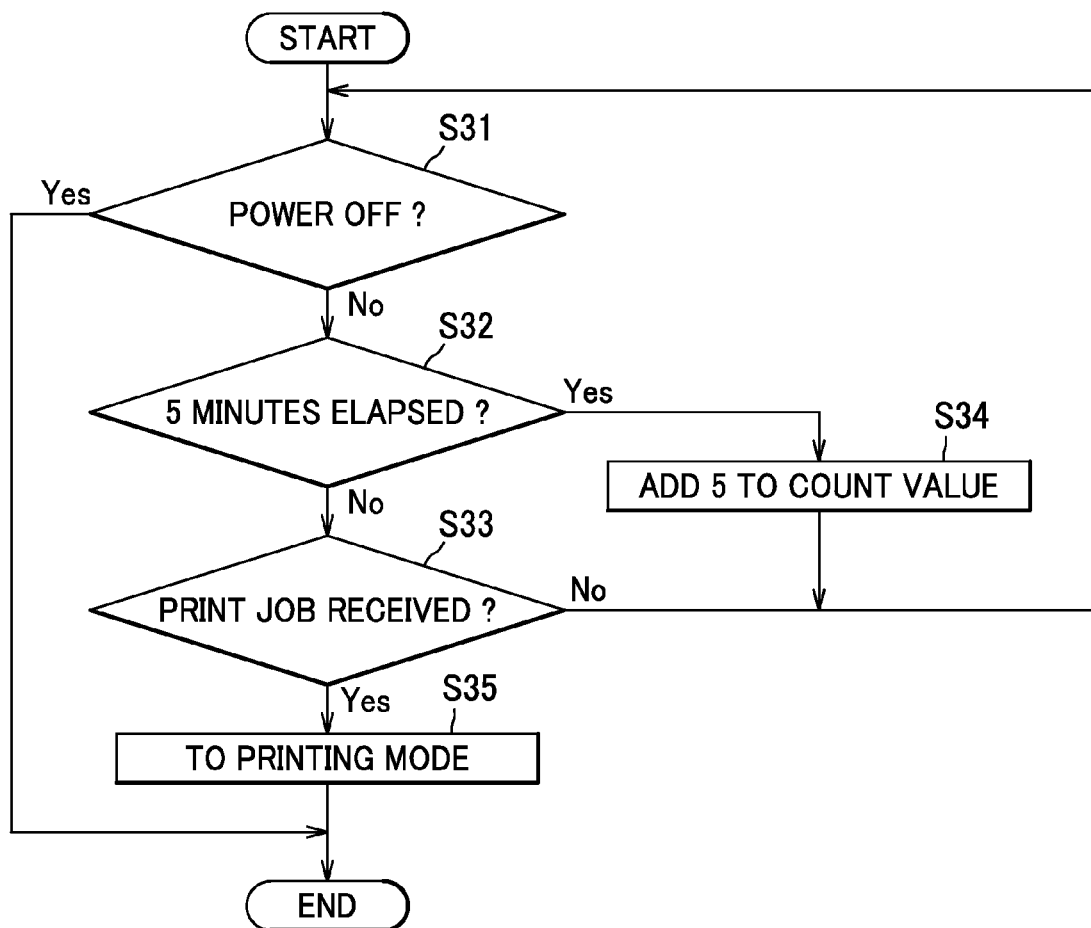 START
S31
Yes
POWER OFF ?
No
S32
5 MINUTES ELAPSED ?
Yes
S34
ADD 5 TO COUNT VALUE
No
S33
PRINT JOB RECEIVED ?
No
Yes
S35
TO PRINTING MODE
END